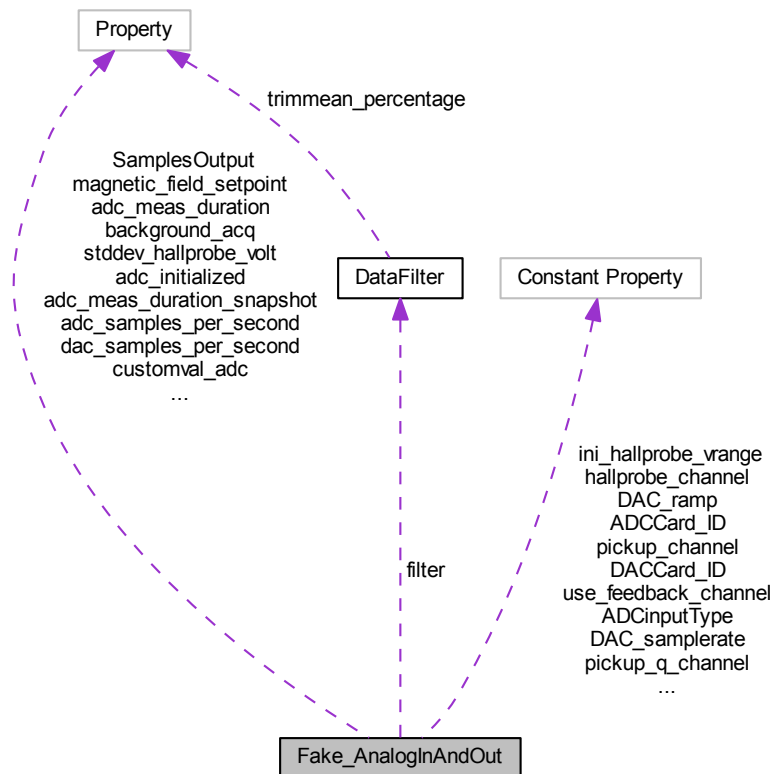 Property
trimmean_percentage
SamplesOutput
magnetic_field_setpoint
adc_meas_duration
background_acq
stddev_hallprobe_volt
adc_initialized
adc_meas_duration_snapshot
adc_samples_per_second
dac_samples_per_second
customval_adc
...
DataFilter
Constant Property
ini_hallprobe_vrange
hallprobe_channel
DAC_ramp
ADCCard_ID
pickup_channel
DACCard_ID
use_feedback_channel
ADCinputType
DAC_samplerate
pickup_q_channel
...
filter
Fake_AnalogInAndOut